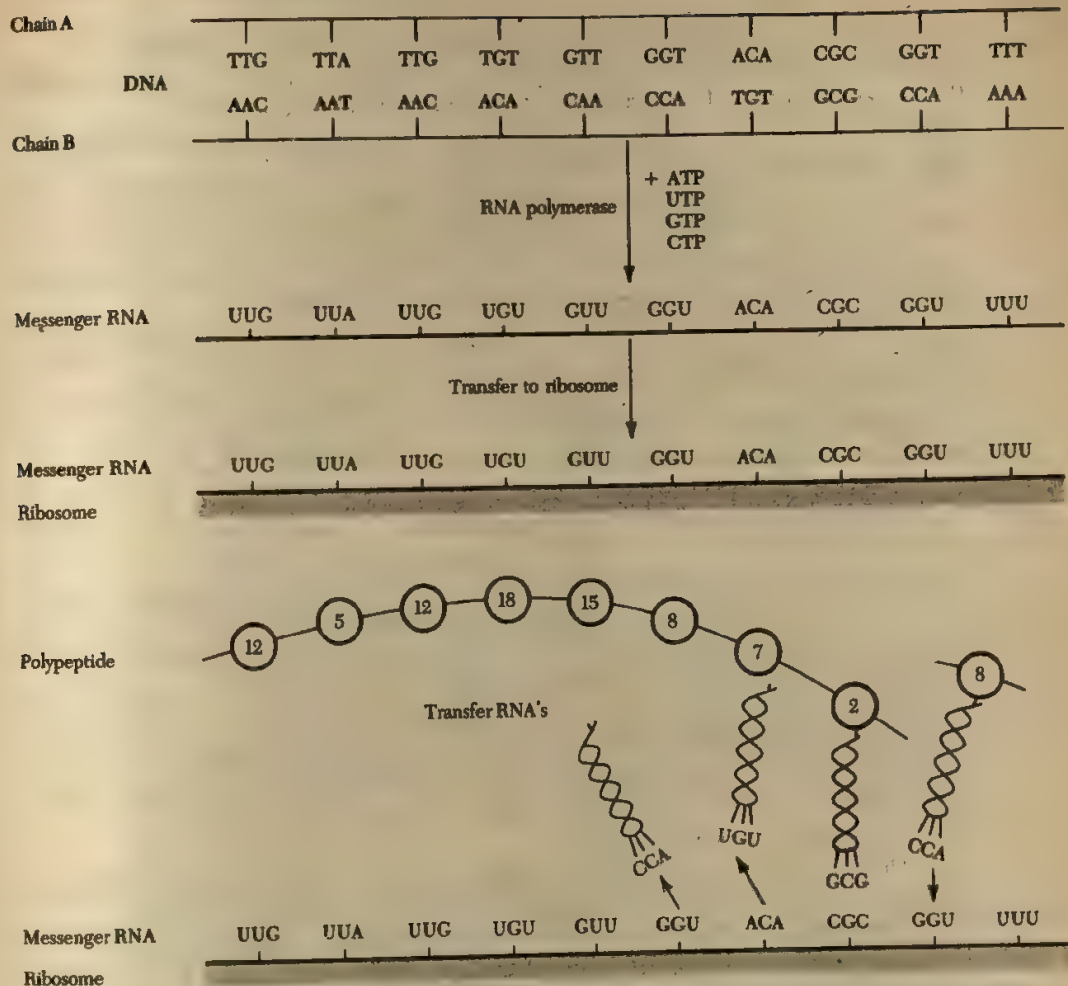 Chain A
TTG TTA TTG TGT GTT GGT ACA CGC GGT TTT
DNA
AAC AAT AAC ACA CAA CCA TGT GCG CCA AAA
Chain B
+ ATP
UTP
RNA polymerase
GTP
CTP
Messenger RNA UUG UUA UUG UGU GUU GGU ACA CGC GGU UUU
Transfer to ribosome
Messenger RNA UUG UUA UUG UGU GUU GGU ACA CGC GGU UUU
Ribosome
Polypeptide 12 5 12 18 15 8 7 2 8
Transfer RNA's
CCA UGU GCG CCA
Messenger RNA UUG UUA UUG UGU GUU GGU ACA CGC GGU UUU
Ribosome